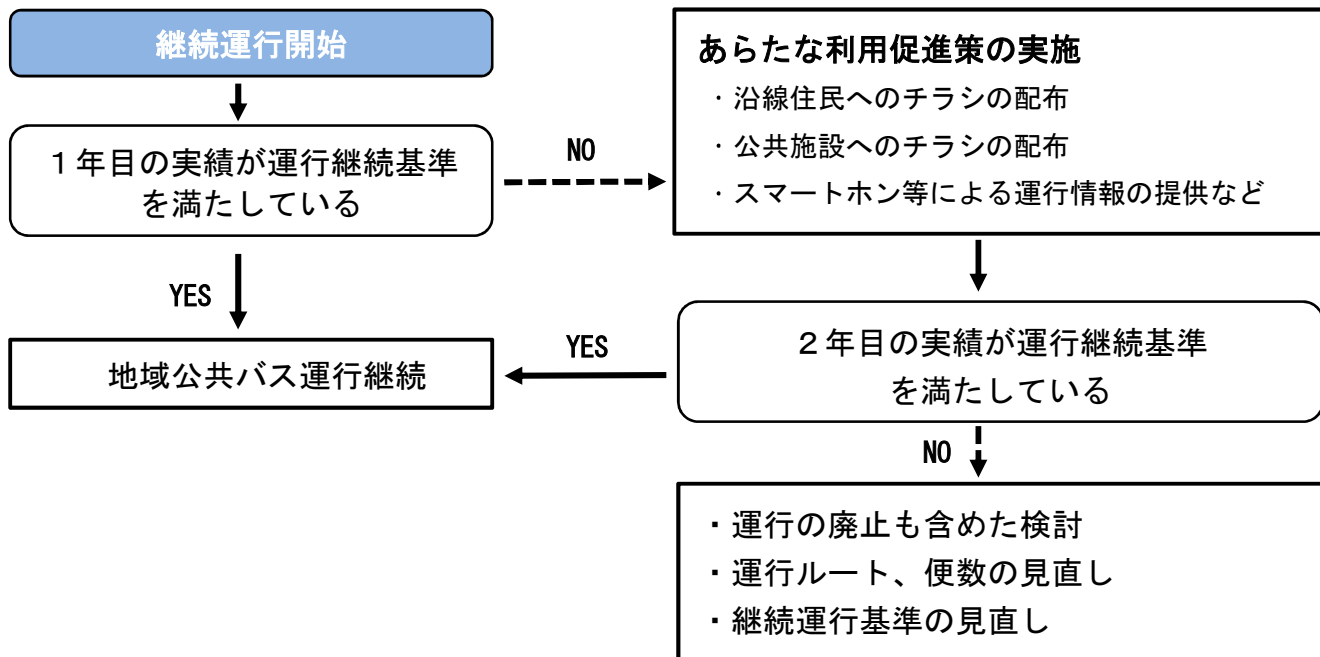 継続運行開始
１年目の実績が運行継続基準
を満たしている
NO
あらたな利用促進策の実施
・沿線住民へのチラシの配布
・公共施設へのチラシの配布
・スマートホン等による運行情報の提供など
YES
地域公共バス運行継続
YES
２年目の実績が運行継続基準
を満たしている
NO
・運行の廃止も含めた検討
・運行ルート、便数の見直し
・継続運行基準の見直し